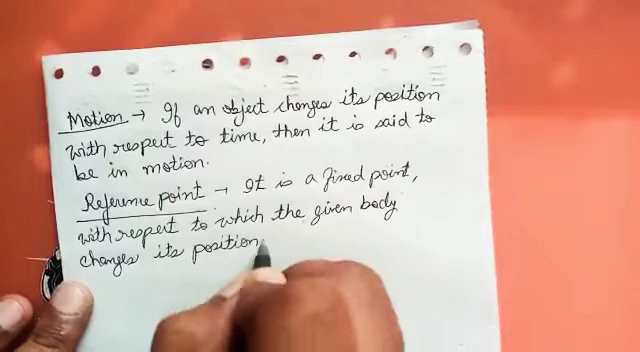 Motion → If an object changes its position
with respect to time, then it is said to
be in motion.
Reference point → It is a fixed point,
with respect to which the given body
changes its position